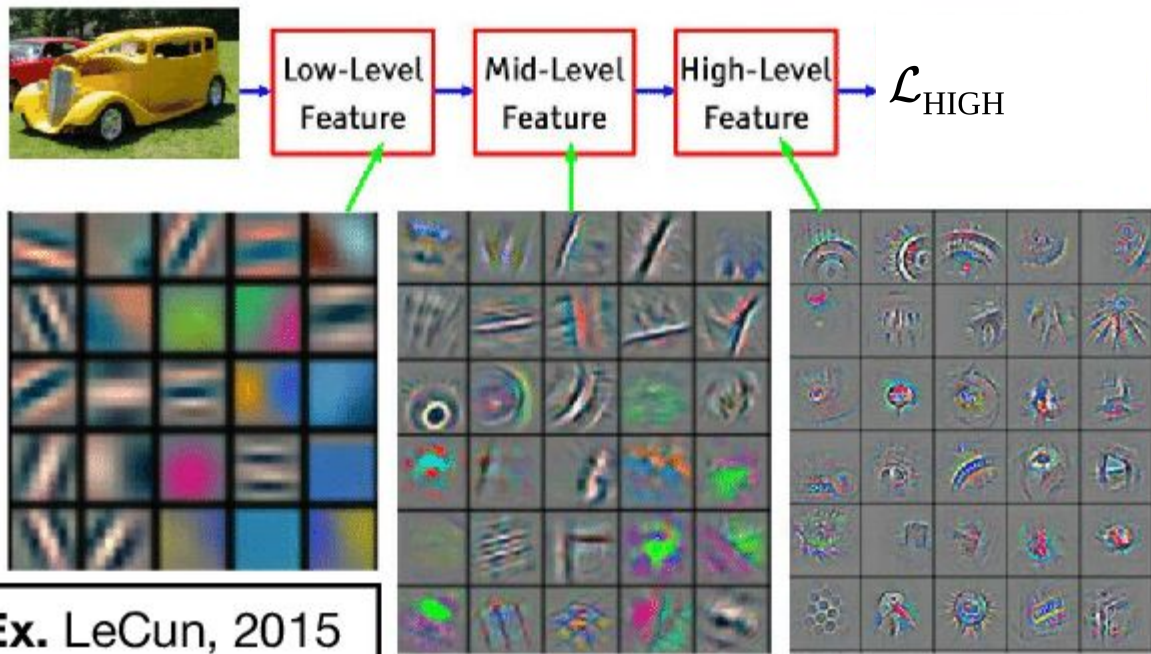 Low-Level
Feature
Mid-Level
Feature
High-Level
Feature
ℒHIGH
Ex. LeCun, 2015